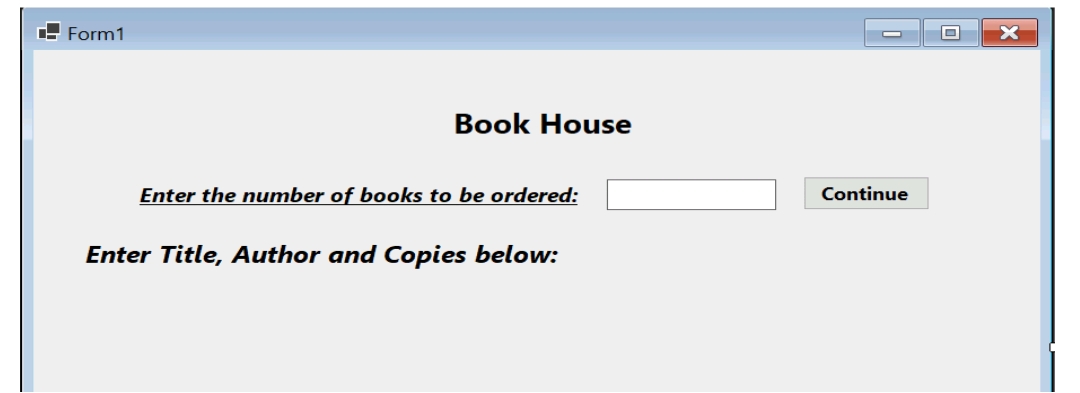 Form1
Book House
Enter the number of books to be ordered:   Continue
Enter Title, Author and Copies below: